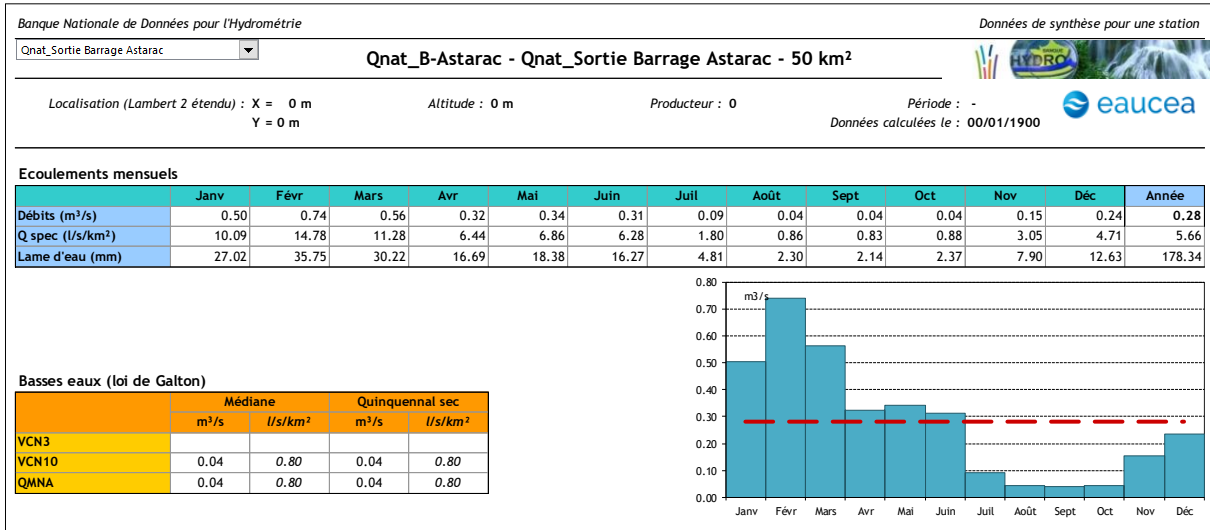 Banque Nationale de Données pour l'Hydrométrie Données de synthèse pour une station
Qnat_Sortie Barrage Astarac
Qnat_B-Astarac - Qnat_Sortie Barrage Astarac - 50 km²
BANQUE
HYDRO
Localisation (Lambert 2 étendu) : X = 0 m Altitude : 0 m Producteur : 0 Période : -
Y = 0 m Données calculées le : 00/01/1900
eaucea
Ecoulements mensuels
Janv Févr Mars Avr Mai Juin Juil Août Sept Oct Nov Déc Année
Débits (m³/s) 0.50 0.74 0.56 0.32 0.34 0.31 0.09 0.04 0.04 0.04 0.15 0.24 0.28
Q spec (l/s/km²) 10.09 14.78 11.28 6.44 6.86 6.28 1.80 0.86 0.83 0.88 3.05 4.71 5.66
Lame d'eau (mm) 27.02 35.75 30.22 16.69 18.38 16.27 4.81 2.30 2.14 2.37 7.90 12.63 178.34
Basses eaux (loi de Galton)
Médiane Quinquennal sec
m³/s l/s/km² m³/s l/s/km²
VCN3
VCN10 0.04 0.80 0.04 0.80
QMNA 0.04 0.80 0.04 0.80
m3/s
0.80
0.70
0.60
0.50
0.40
0.30
0.20
0.10
0.00
Janv Févr Mars Avr Mai Juin Juil Août Sept Oct Nov Déc